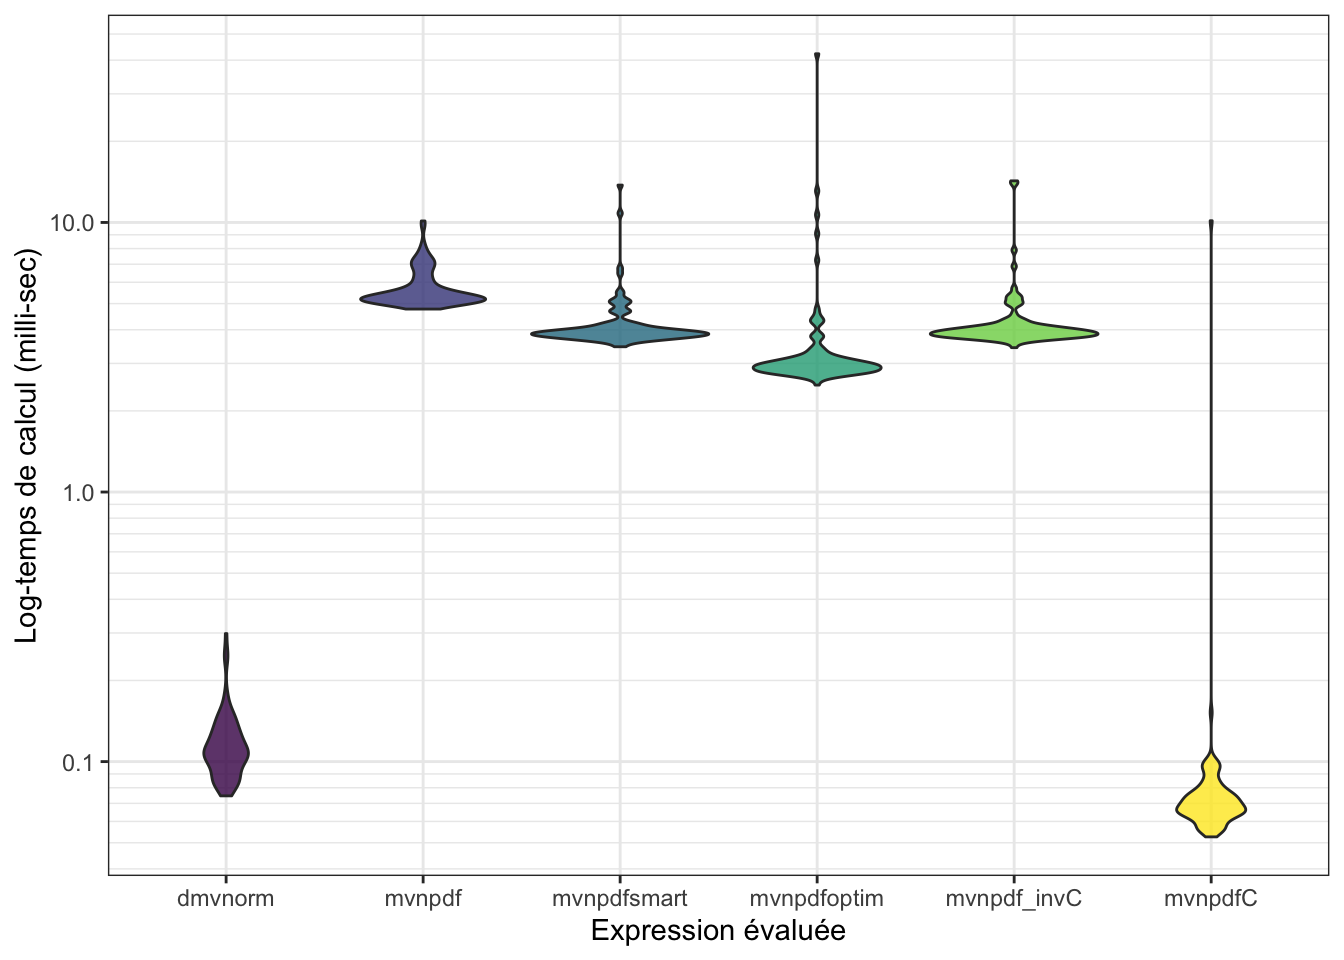 Log-temps de calcul (milli-sec)
10.0
1.0
0.1
dmvnorm
mvnpdf
mvnpdfsmart
mvnpdfoptim
mvnpdf_invC
mvnpdfC
Expression évaluée